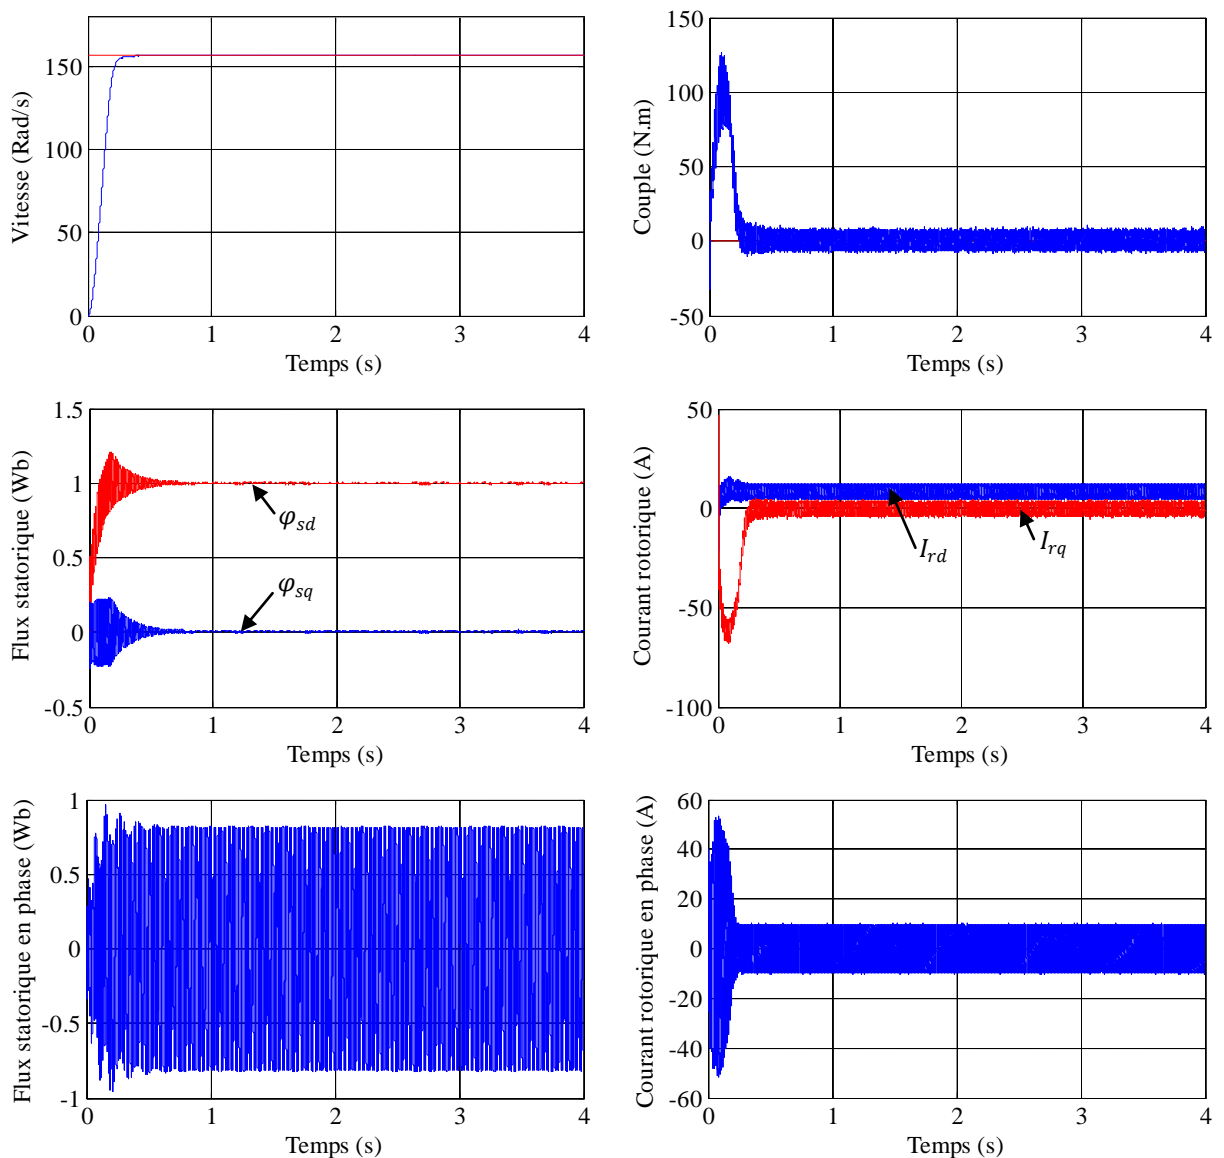 Vitesse (Rad/s)
150
100
50
0
0 1 2 3 4
Temps (s)
Couple (N.m)
150
100
50
0
-50
0 1 2 3 4
Temps (s)
Flux statorique (Wb)
1.5
1
0.5
0
-0.5
φsd
φsq
0 1 2 3 4
Temps (s)
Courant rotorique (A)
50
0
-50
-100
Ird
Irq
0 1 2 3 4
Temps (s)
Flux statorique en phase (Wb)
1
0.5
0
-0.5
-1
0 1 2 3 4
Temps (s)
Courant rotorique en phase (A)
60
40
20
0
-20
-40
-60
0 1 2 3 4
Temps (s)